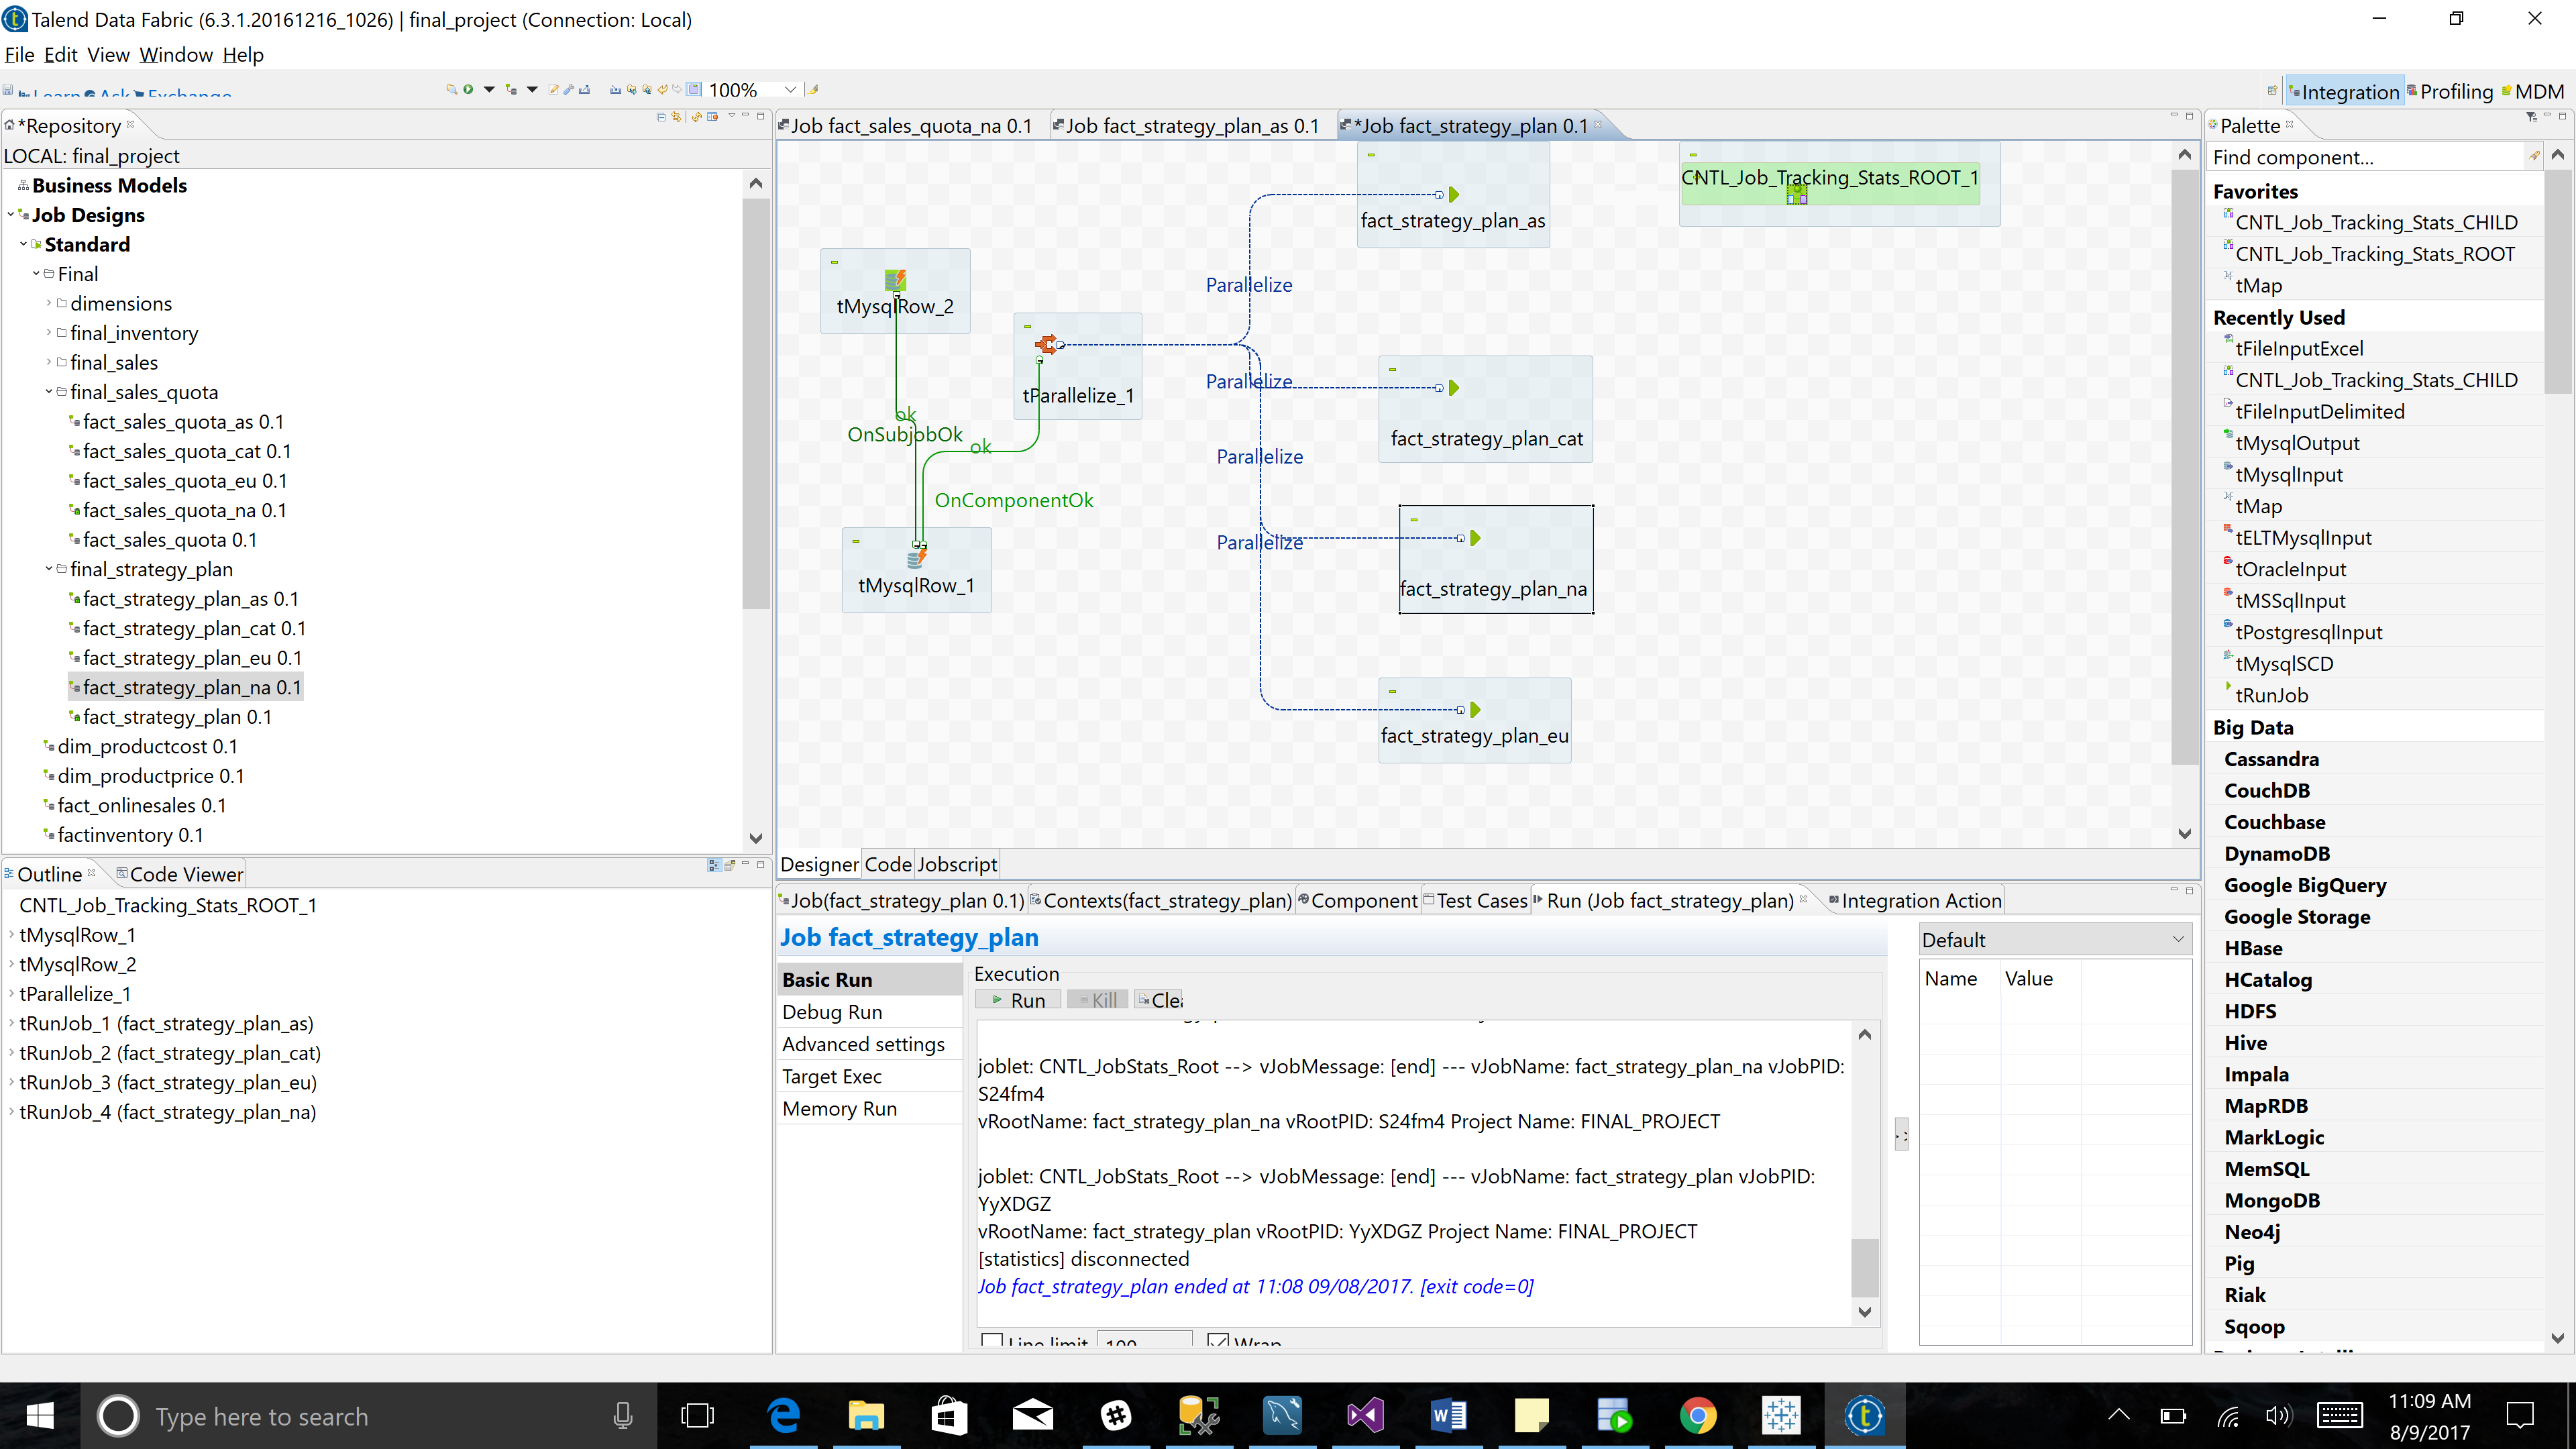 Talend Data Fabric (6.3.1.20161216_1026) | final_project (Connection: Local)
File Edit View Window Help
Learn Ask Exchange
100%
Integration Profiling MDM
*Repository
LOCAL: final_project
Business Models
Job Designs
Standard
Final
dimensions
final_inventory
final_sales
final_sales_quota
fact_sales_quota_as 0.1
fact_sales_quota_cat 0.1
fact_sales_quota_eu 0.1
fact_sales_quota_na 0.1
fact_sales_quota 0.1
final_strategy_plan
fact_strategy_plan_as 0.1
fact_strategy_plan_cat 0.1
fact_strategy_plan_eu 0.1
fact_strategy_plan_na 0.1
fact_strategy_plan 0.1
dim_productcost 0.1
dim_productprice 0.1
fact_onlinesales 0.1
factinventory 0.1
Outline Code Viewer
CNTL_Job_Tracking_Stats_ROOT_1
tMysqlRow_1
tMysqlRow_2
tParallelize_1
tRunJob_1 (fact_strategy_plan_as)
tRunJob_2 (fact_strategy_plan_cat)
tRunJob_3 (fact_strategy_plan_eu)
tRunJob_4 (fact_strategy_plan_na)
Job fact_sales_quota_na 0.1
Job fact_strategy_plan_as 0.1
*Job fact_strategy_plan 0.1
CNTL_Job_Tracking_Stats_ROOT_1
fact_strategy_plan_as
Parallelize
tMysqlRow_2
Parallelize
tParallelize_1
ok
OnSubjobOk
ok
fact_strategy_plan_cat
Parallelize
OnComponentOk
Parallelize
tMysqlRow_1
fact_strategy_plan_na
fact_strategy_plan_eu
Designer Code Jobscript
Job(fact_strategy_plan 0.1) Contexts(fact_strategy_plan) Component Test Cases Run (Job fact_strategy_plan) Integration Action
Job fact_strategy_plan
Basic Run
Debug Run
Advanced settings
Target Exec
Memory Run
Execution
Run Kill Clea
joblet: CNTL_JobStats_Root --> vJobMessage: [end] --- vJobName: fact_strategy_plan_na vJobPID:
S24fm4
vRootName: fact_strategy_plan_na vRootPID: S24fm4 Project Name: FINAL_PROJECT
joblet: CNTL_JobStats_Root --> vJobMessage: [end] --- vJobName: fact_strategy_plan vJobPID:
YyXDGZ
vRootName: fact_strategy_plan vRootPID: YyXDGZ Project Name: FINAL_PROJECT
[statistics] disconnected
Job fact_strategy_plan ended at 11:08 09/08/2017. [exit code=0]
Line limit 100 Wrap
Default
Name Value
Palette
Find component...
Favorites
CNTL_Job_Tracking_Stats_CHILD
CNTL_Job_Tracking_Stats_ROOT
tMap
Recently Used
tFileInputExcel
CNTL_Job_Tracking_Stats_CHILD
tFileInputDelimited
tMysqlOutput
tMysqlInput
tMap
tELTMysqlInput
tOracleInput
tMSSqlInput
tPostgresqlInput
tMysqlSCD
tRunJob
Big Data
Cassandra
CouchDB
Couchbase
DynamoDB
Google BigQuery
Google Storage
HBase
HCatalog
HDFS
Hive
Impala
MapRDB
MarkLogic
MemSQL
MongoDB
Neo4j
Pig
Riak
Sqoop
Type here to search
11:09 AM
8/9/2017